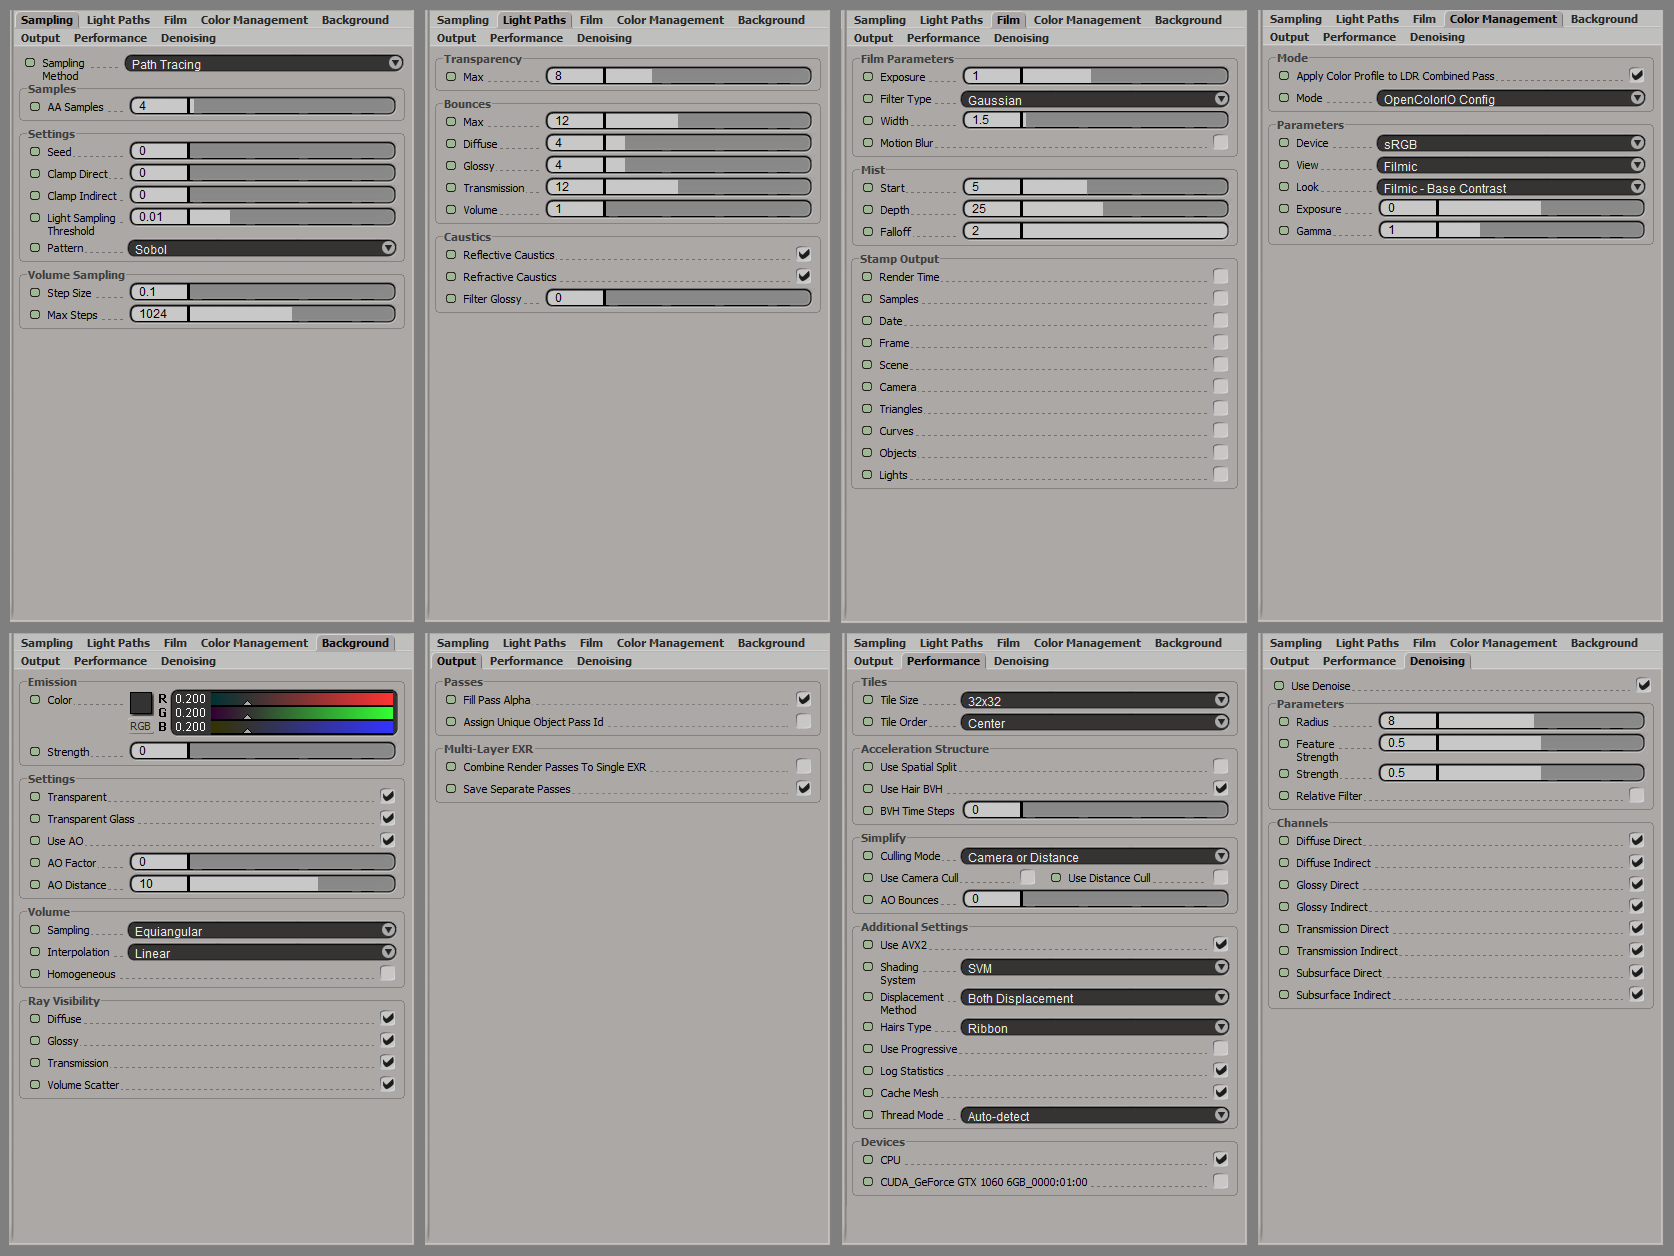 Sampling Light Paths Film Color Management Background
Output Performance Denoising
Sampling Method Path Tracing
Samples
AA Samples 4
Settings
Seed 0
Clamp Direct 0
Clamp Indirect 0
Light Sampling Threshold 0.01
Pattern Sobol
Volume Sampling
Step Size 0.1
Max Steps 1024
Sampling Light Paths Film Color Management Background
Output Performance Denoising
Transparency
Max 8
Bounces
Max 12
Diffuse 4
Glossy 4
Transmission 12
Volume 1
Caustics
Reflective Caustics
Refractive Caustics
Filter Glossy 0
Sampling Light Paths Film Color Management Background
Output Performance Denoising
Film Parameters
Exposure 1
Filter Type Gaussian
Width 1.5
Motion Blur
Mist
Start 5
Depth 25
Falloff 2
Stamp Output
Render Time
Samples
Date
Frame
Scene
Camera
Triangles
Curves
Objects
Lights
Sampling Light Paths Film Color Management Background
Output Performance Denoising
Mode
Apply Color Profile to LDR Combined Pass
Mode OpenColorIO Config
Parameters
Device sRGB
View Filmic
Look Filmic - Base Contrast
Exposure 0
Gamma 1
Sampling Light Paths Film Color Management Background
Output Performance Denoising
Emission
Color R 0.200
G 0.200
RGB B 0.200
Strength 0
Settings
Transparent
Transparent Glass
Use AO
AO Factor 0
AO Distance 10
Volume
Sampling Equiangular
Interpolation Linear
Homogeneous
Ray Visibility
Diffuse
Glossy
Transmission
Volume Scatter
Sampling Light Paths Film Color Management Background
Output Performance Denoising
Passes
Fill Pass Alpha
Assign Unique Object Pass Id
Multi-Layer EXR
Combine Render Passes To Single EXR
Save Separate Passes
Sampling Light Paths Film Color Management Background
Output Performance Denoising
Tiles
Tile Size 32x32
Tile Order Center
Acceleration Structure
Use Spatial Split
Use Hair BVH
BVH Time Steps 0
Simplify
Culling Mode Camera or Distance
Use Camera Cull Use Distance Cull
AO Bounces 0
Additional Settings
Use AVX2
Shading System SVM
Displacement Method Both Displacement
Hairs Type Ribbon
Use Progressive
Log Statistics
Cache Mesh
Thread Mode Auto-detect
Devices
CPU
CUDA_GeForce GTX 1060 6GB_0000:01:00
Sampling Light Paths Film Color Management Background
Output Performance Denoising
Use Denoise
Parameters
Radius 8
Feature Strength 0.5
Strength 0.5
Relative Filter
Channels
Diffuse Direct
Diffuse Indirect
Glossy Direct
Glossy Indirect
Transmission Direct
Transmission Indirect
Subsurface Direct
Subsurface Indirect